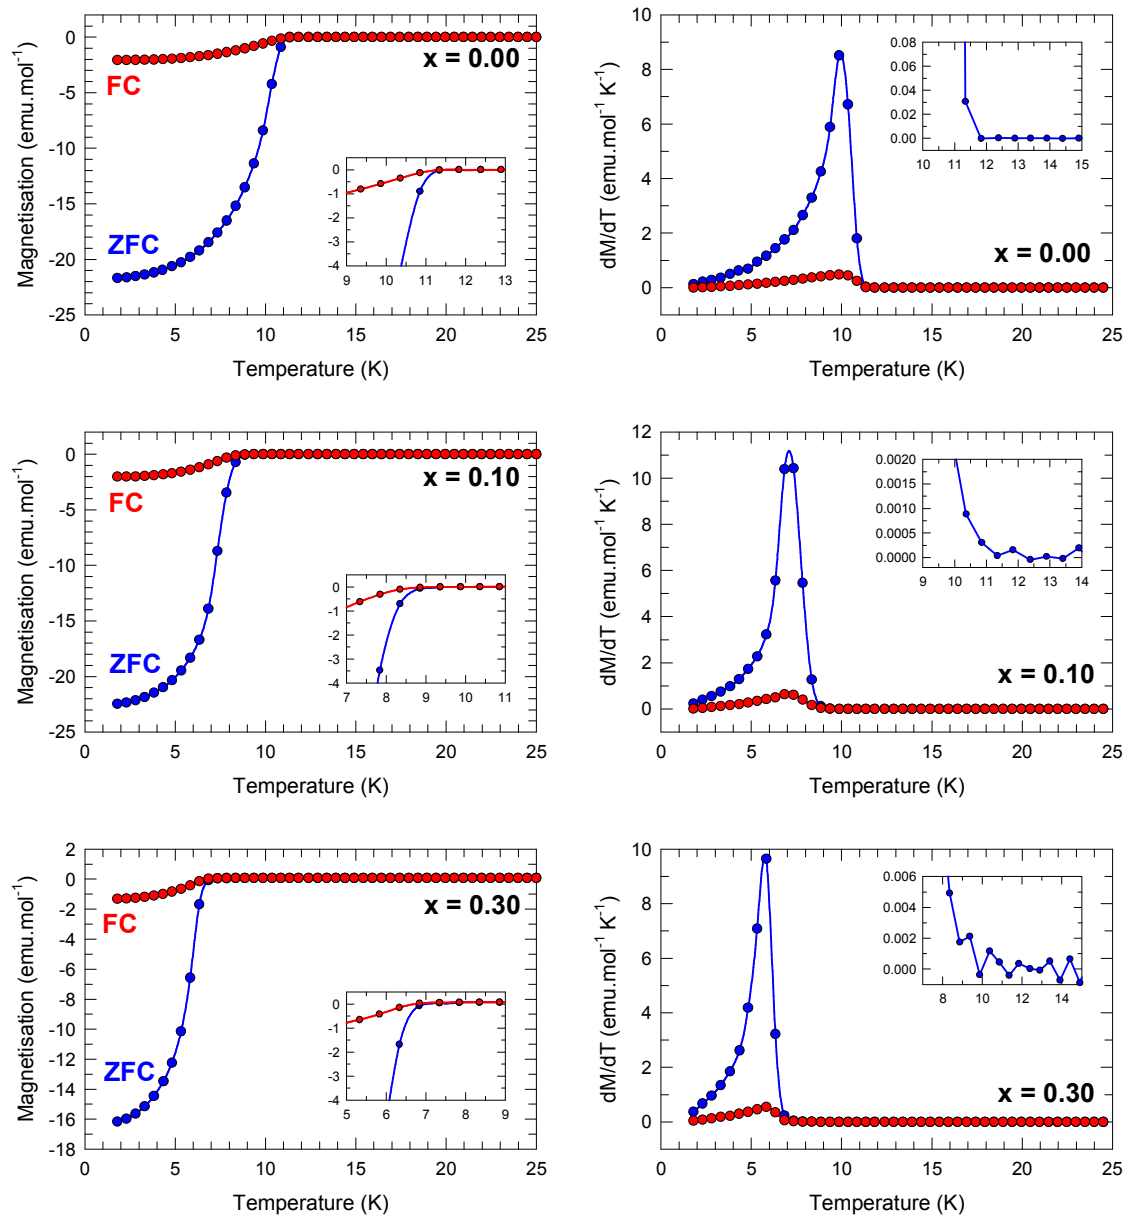 Magnetisation (emu.mol⁻¹)
0
-5
-10
-15
-20
-25
FC
ZFC
x = 0.00
0
-1
-2
-3
-4
9 10 11 12 13
0 5 10 15 20 25
Temperature (K)
dM/dT (emu.mol⁻¹ K⁻¹)
10
8
6
4
2
0
0.08
0.06
0.04
0.02
0.00
10 11 12 13 14 15
x = 0.00
0 5 10 15 20 25
Temperature (K)
Magnetisation (emu.mol⁻¹)
0
-5
-10
-15
-20
-25
FC
ZFC
x = 0.10
0
-1
-2
-3
-4
7 8 9 10 11
0 5 10 15 20 25
Temperature (K)
dM/dT (emu.mol⁻¹ K⁻¹)
12
10
8
6
4
2
0
0.0020
0.0015
0.0010
0.0005
0.0000
9 10 11 12 13 14
x = 0.10
0 5 10 15 20 25
Temperature (K)
Magnetisation (emu.mol⁻¹)
2
0
-2
-4
-6
-8
-10
-12
-14
-16
-18
FC
ZFC
x = 0.30
0
-1
-2
-3
-4
5 6 7 8 9
0 5 10 15 20 25
Temperature (K)
dM/dT (emu.mol⁻¹ K⁻¹)
10
8
6
4
2
0
0.006
0.004
0.002
0.000
8 10 12 14
x = 0.30
0 5 10 15 20 25
Temperature (K)